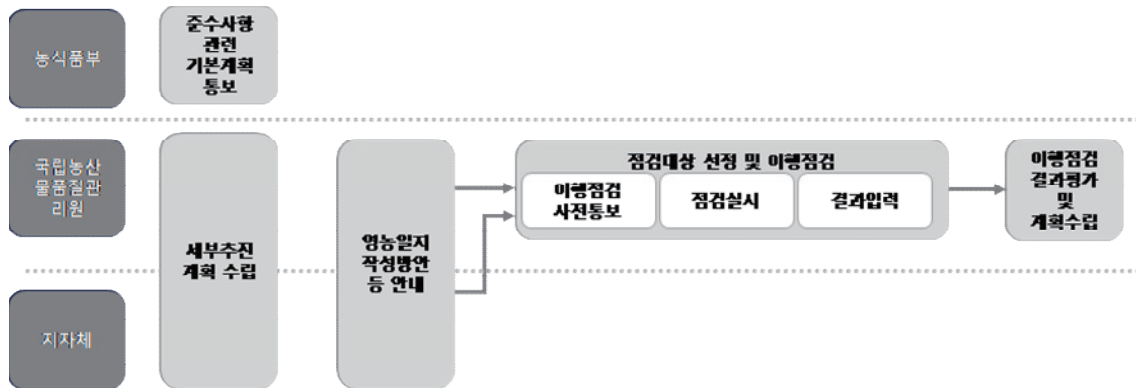 농식품부
준수사항
관련
기본계획
통보
국립농산
물품질관
리원
세부추진
계획 수립
영농일지
작성방안
등 안내
점검대상 선정 및 이행점검
이행점검
사전통보
점검실시
결과입력
이행점검
결과평가
및
계획수립
지자체